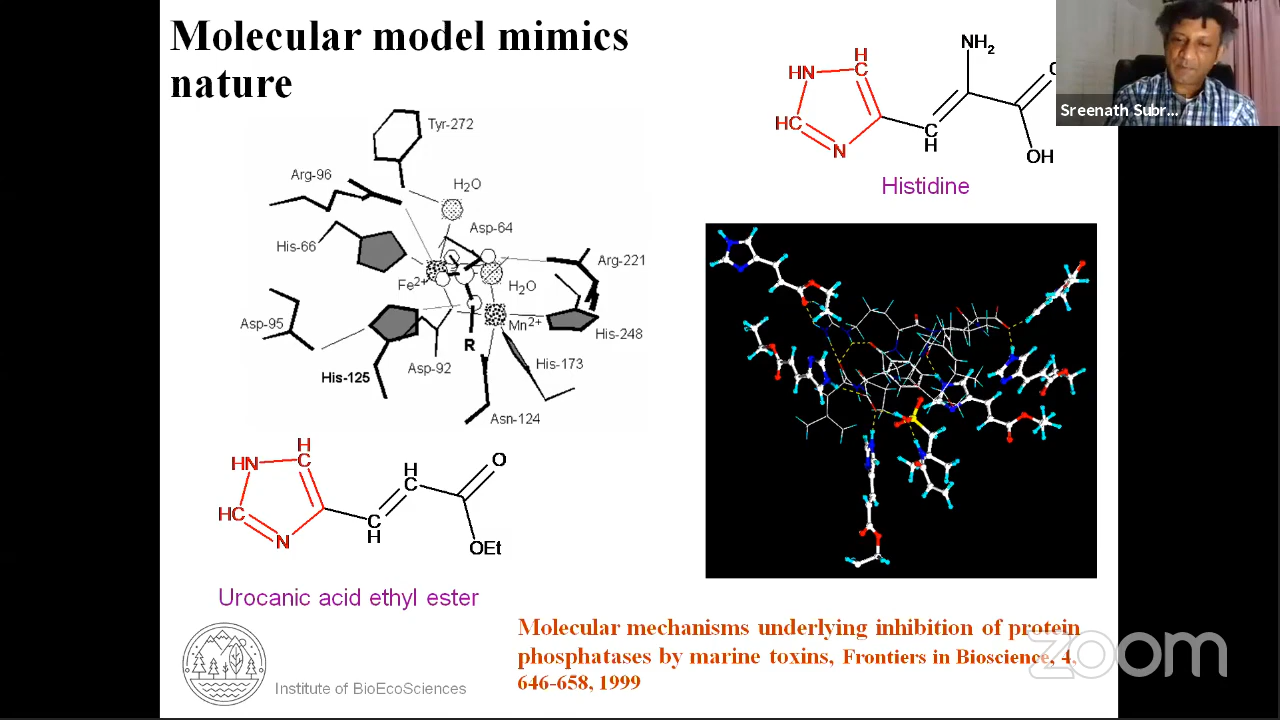 Molecular model mimics
nature
Tyr-272
Arg-96
H₂O
Asp-64
His-66
Arg-221
Fe²⁺
H₂O
Asp-95
Mn²⁺
His-248
R
His-125
Asp-92
His-173
Asn-124
NH₂
HN
H
C
HC
N
C
H
OH
Histidine
Sreenath Subr...
H
C
HN
H
C
O
HC
N
C
H
OEt
Urocanic acid ethyl ester
Institute of BioEcoSciences
Molecular mechanisms underlying inhibition of protein
phosphatases by marine toxins, Frontiers in Bioscience, 4,
646-658, 1999
zoom